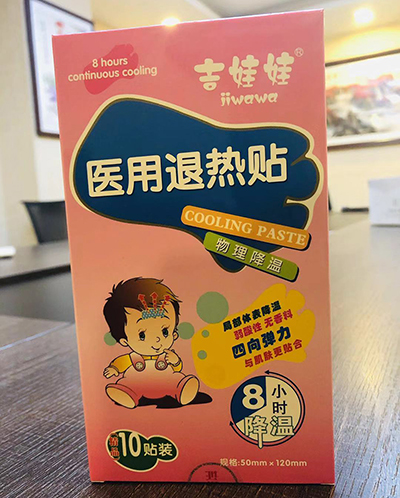 8 hours
continuous cooling
吉娃娃®
jiwawa
医用退热贴
COOLING PASTE
物理降温
局部体表降温
弱酸性 无香料
四向弹力
与肌肤更贴合
8小时
降温
10贴装
规格:50mm×120mm